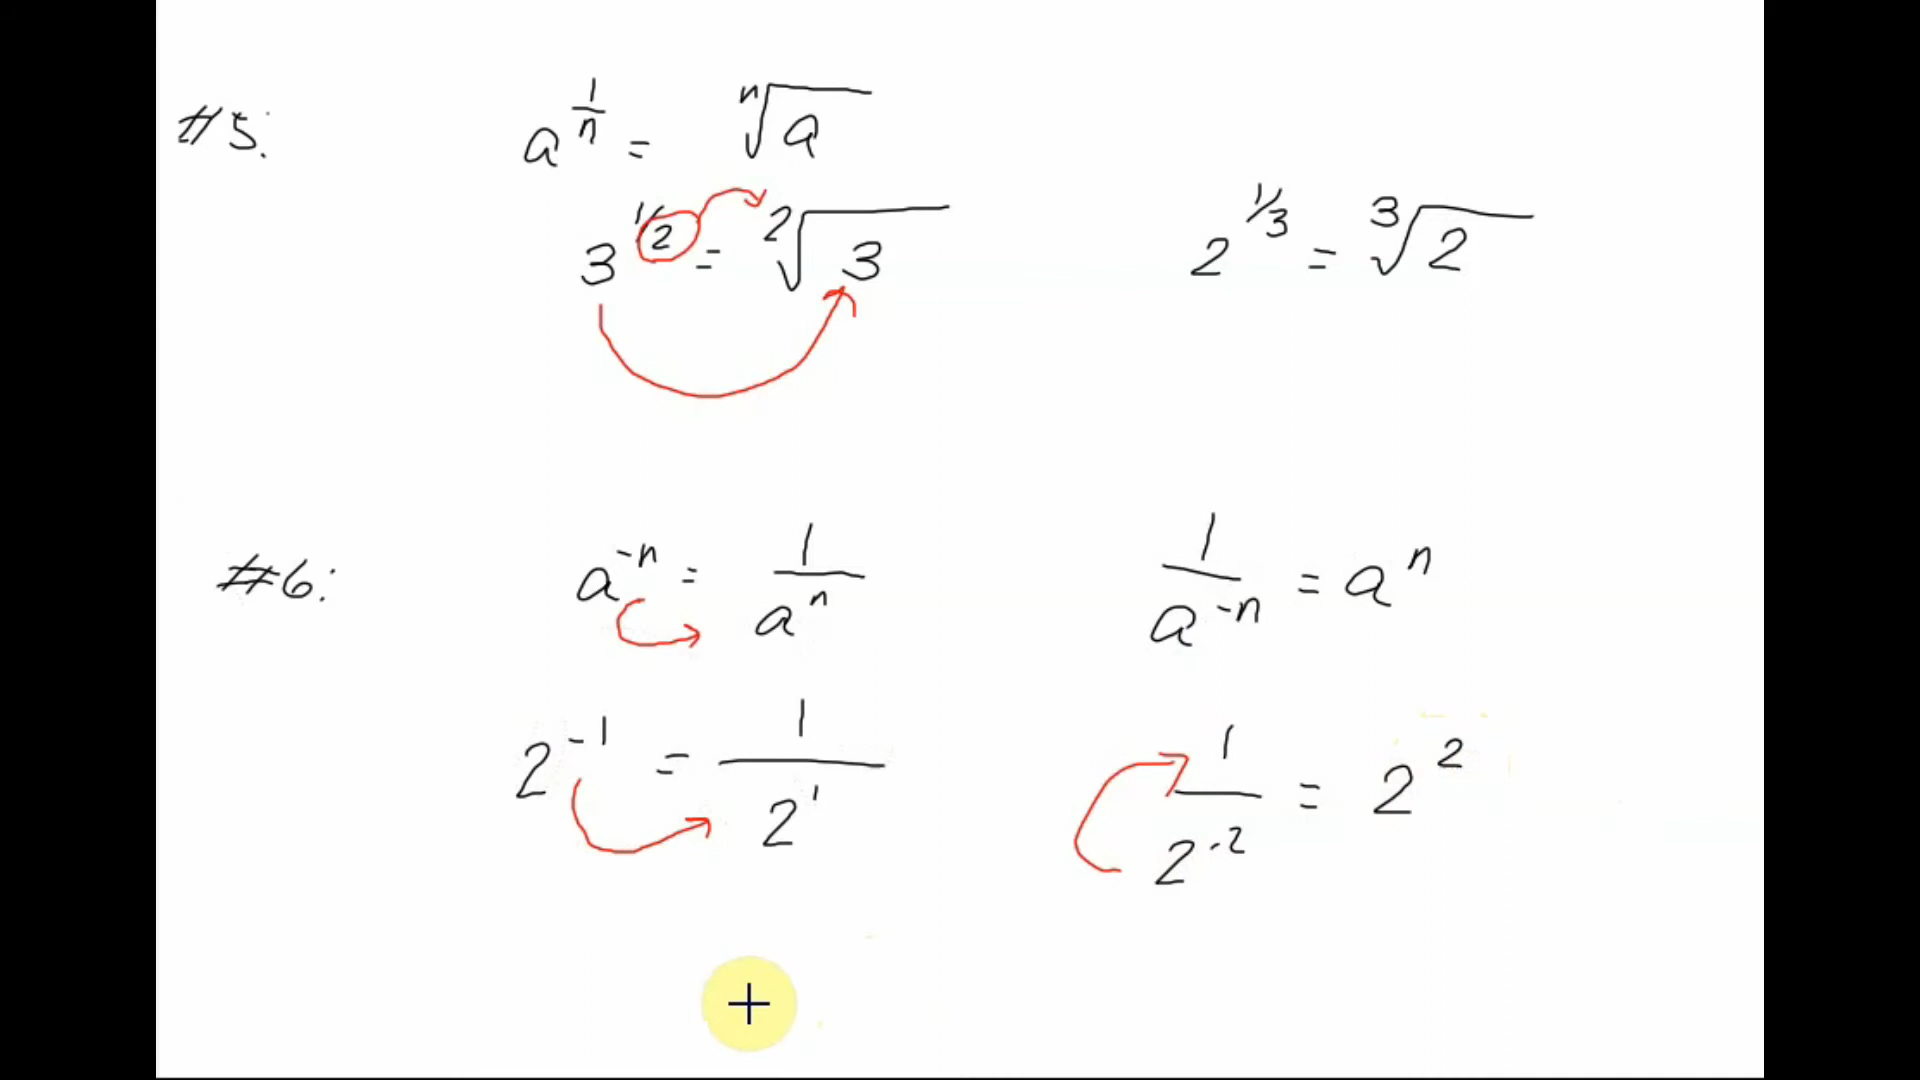 #5: a^{1/n} = ⁿ√a
3^{1/2} = ²√3 2^{1/3} = ³√2
#6: a^{-n} = 1/a^n 1/a^{-n} = a^n
2^{-1} = 1/2^1 1/2^{-2} = 2^2